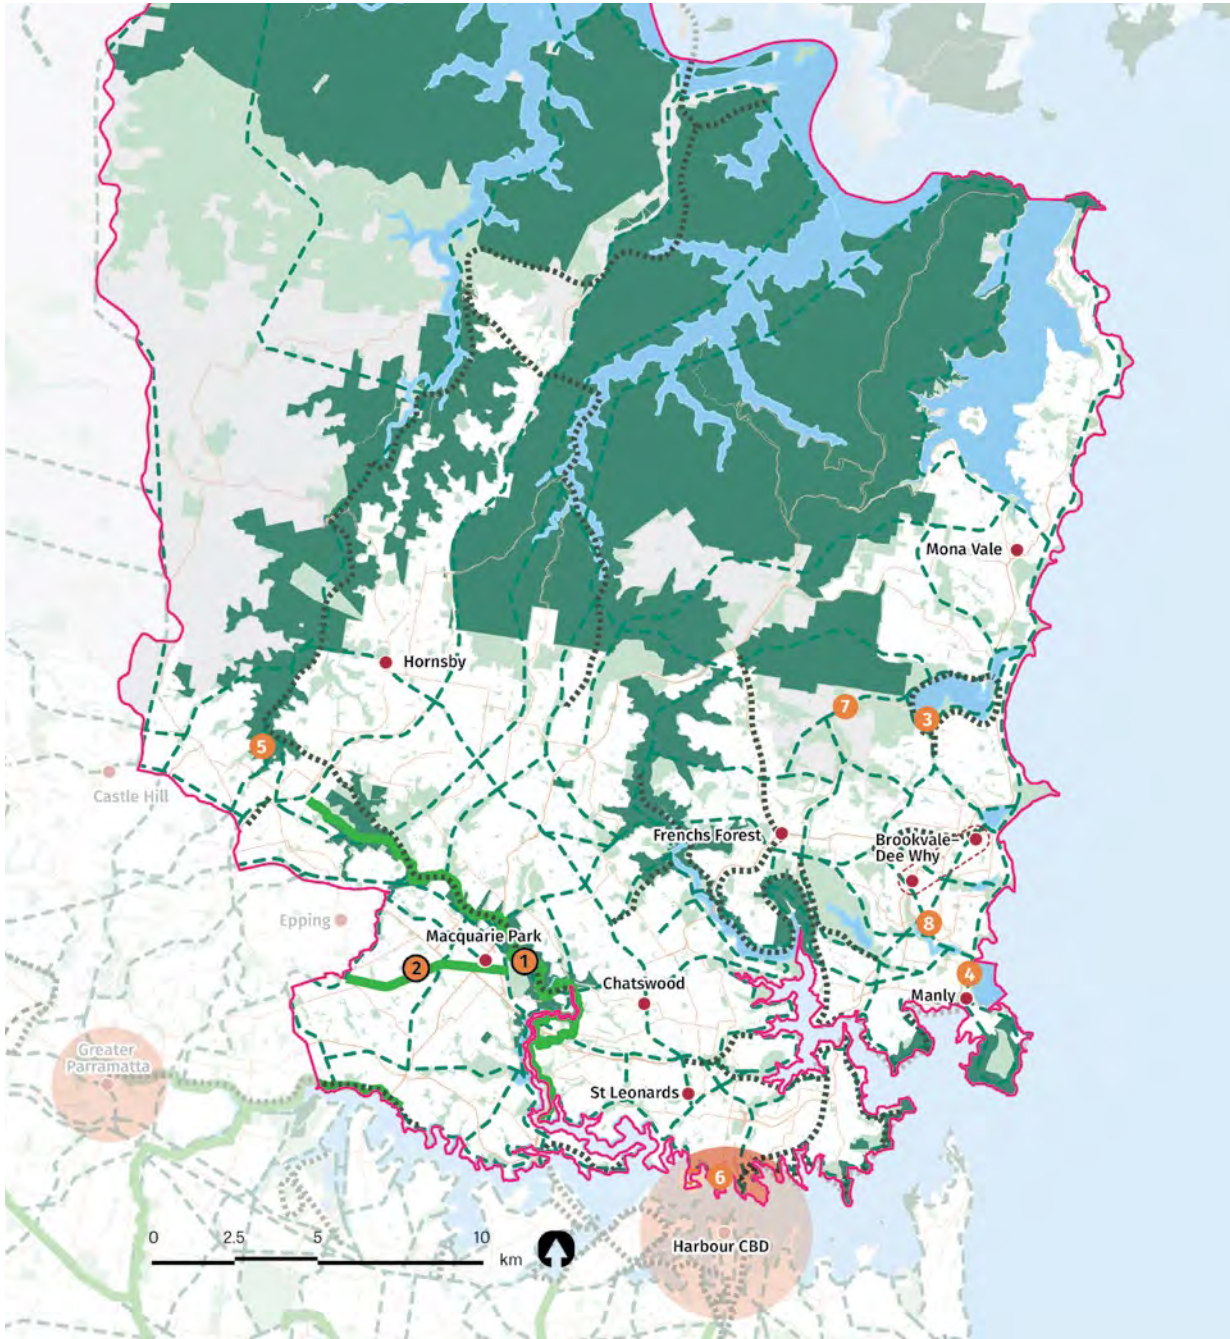 Mona Vale
Hornsby
7
3
5
Castle Hill
Frenchs Forest
Brookvale–
Dee Why
Epping
8
Macquarie Park
2
1
4
Chatswood
Manly
Greater
Parramatta
St Leonards
6
0
2.5
5
10
km
Harbour CBD